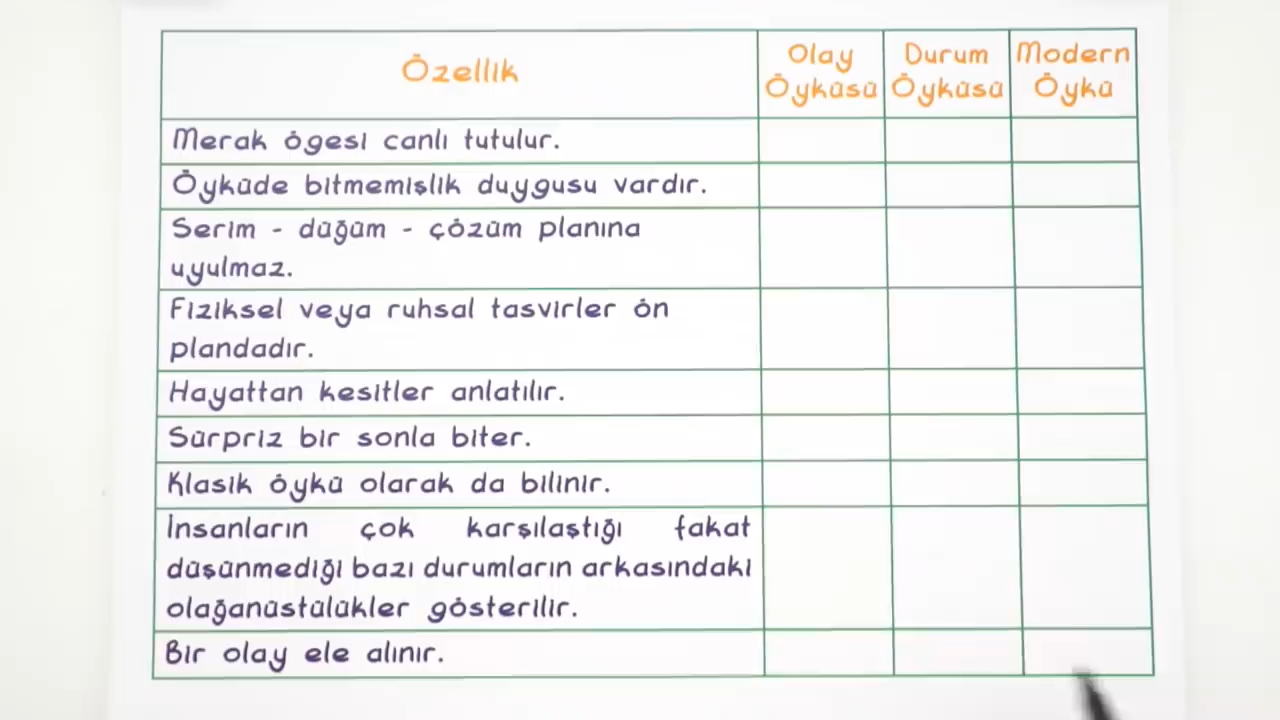 Özellik
Olay
Öyküsü
Durum
Öyküsü
Modern
Öykü
Merak ögesi canlı tutulur.
Öyküde bitmemişlik duygusu vardır.
Serim - düğüm - çözüm planına
uyulmaz.
Fiziksel veya ruhsal tasvirler ön
plandadır.
Hayattan kesitler anlatılır.
Sürpriz bir sonla biter.
Klasik öykü olarak da bilinir.
İnsanların çok karşılaştığı fakat
düşünmediği bazı durumların arkasındaki
olağanüstülükler gösterilir.
Bir olay ele alınır.